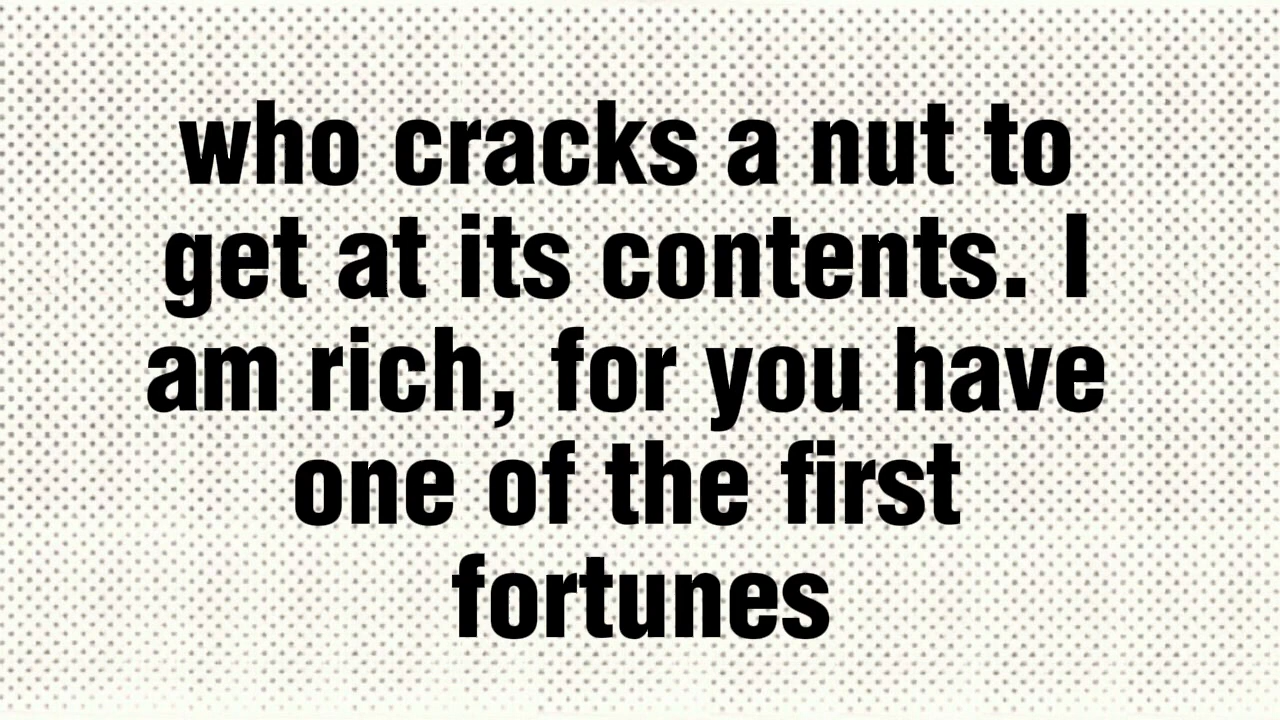 who cracks a nut to
get at its contents. I
am rich, for you have
one of the first
fortunes